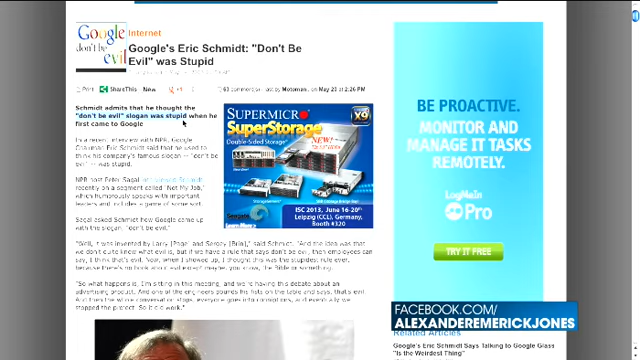 Google
don't be
evil
Internet
Google's Eric Schmidt: "Don't Be
Evil" was Stupid
Print
63 comment(s) - last by Motoman.. on May 23 at 2:26 PM
Schmidt admits that he thought the
"don't be evil" slogan was stupid when he
first came to Google
In a recent interview with NPR, Google
Chairman Eric Schmidt said that he used to
think his company's famous slogan -- "don't be
evil" -- was stupid.
NPR host Peter Sagal interviewed Schmidt
recently on a segment called "Not My Job,"
which humorously speaks with important
leaders and includes a game of some sort.
Sagal asked Schmidt how Google came up
with the slogan, "don't be evil."
"Well, it was invented by Larry [Page] and Sergey [Brin]," said Schmidt. "And the idea was that
we don't quite know what evil is, but if we have a rule that says don't be evil, then employees can
say, I think that's evil. Now, when I showed up, I thought this was the stupidest rule ever,
because there's no book about evil except maybe, you know, the Bible or something.
"So what happens is, I'm sitting in this meeting, and we're having this debate about an
advertising product. And one of the engineers pounds his fists on the table and says, that's evil.
And then the whole conversation stops, everyone goes into conniptions, and eventually we
stopped the project. So it did work."
SUPERMICRO
X9
SuperStorage
Double-Sided Storage
NEW!
ISC 2013, June 16-20
Leipzig (CCL), Germany
Booth #320
Learn More
BE PROACTIVE.
MONITOR AND
MANAGE IT TASKS
REMOTELY.
LogMeIn
Pro
TRY IT FREE
FACEBOOK.COM/
ALEXANDEREMERICKJONES
Related Articles
Google's Eric Schmidt Says Talking to Google Glass
"Is the Weirdest Thing"